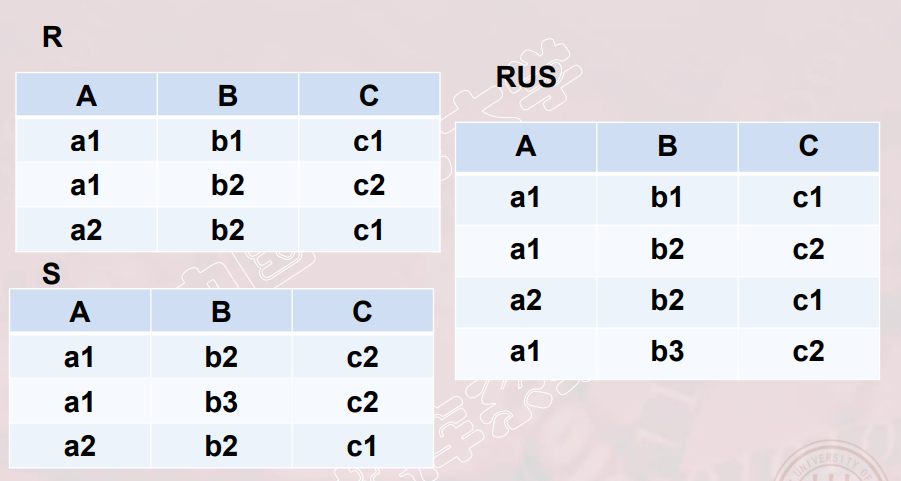 R
A B C
a1 b1 c1
a1 b2 c2
a2 b2 c1
S
A B C
a1 b2 c2
a1 b3 c2
a2 b2 c1
RUS
A B C
a1 b1 c1
a1 b2 c2
a2 b2 c1
a1 b3 c2